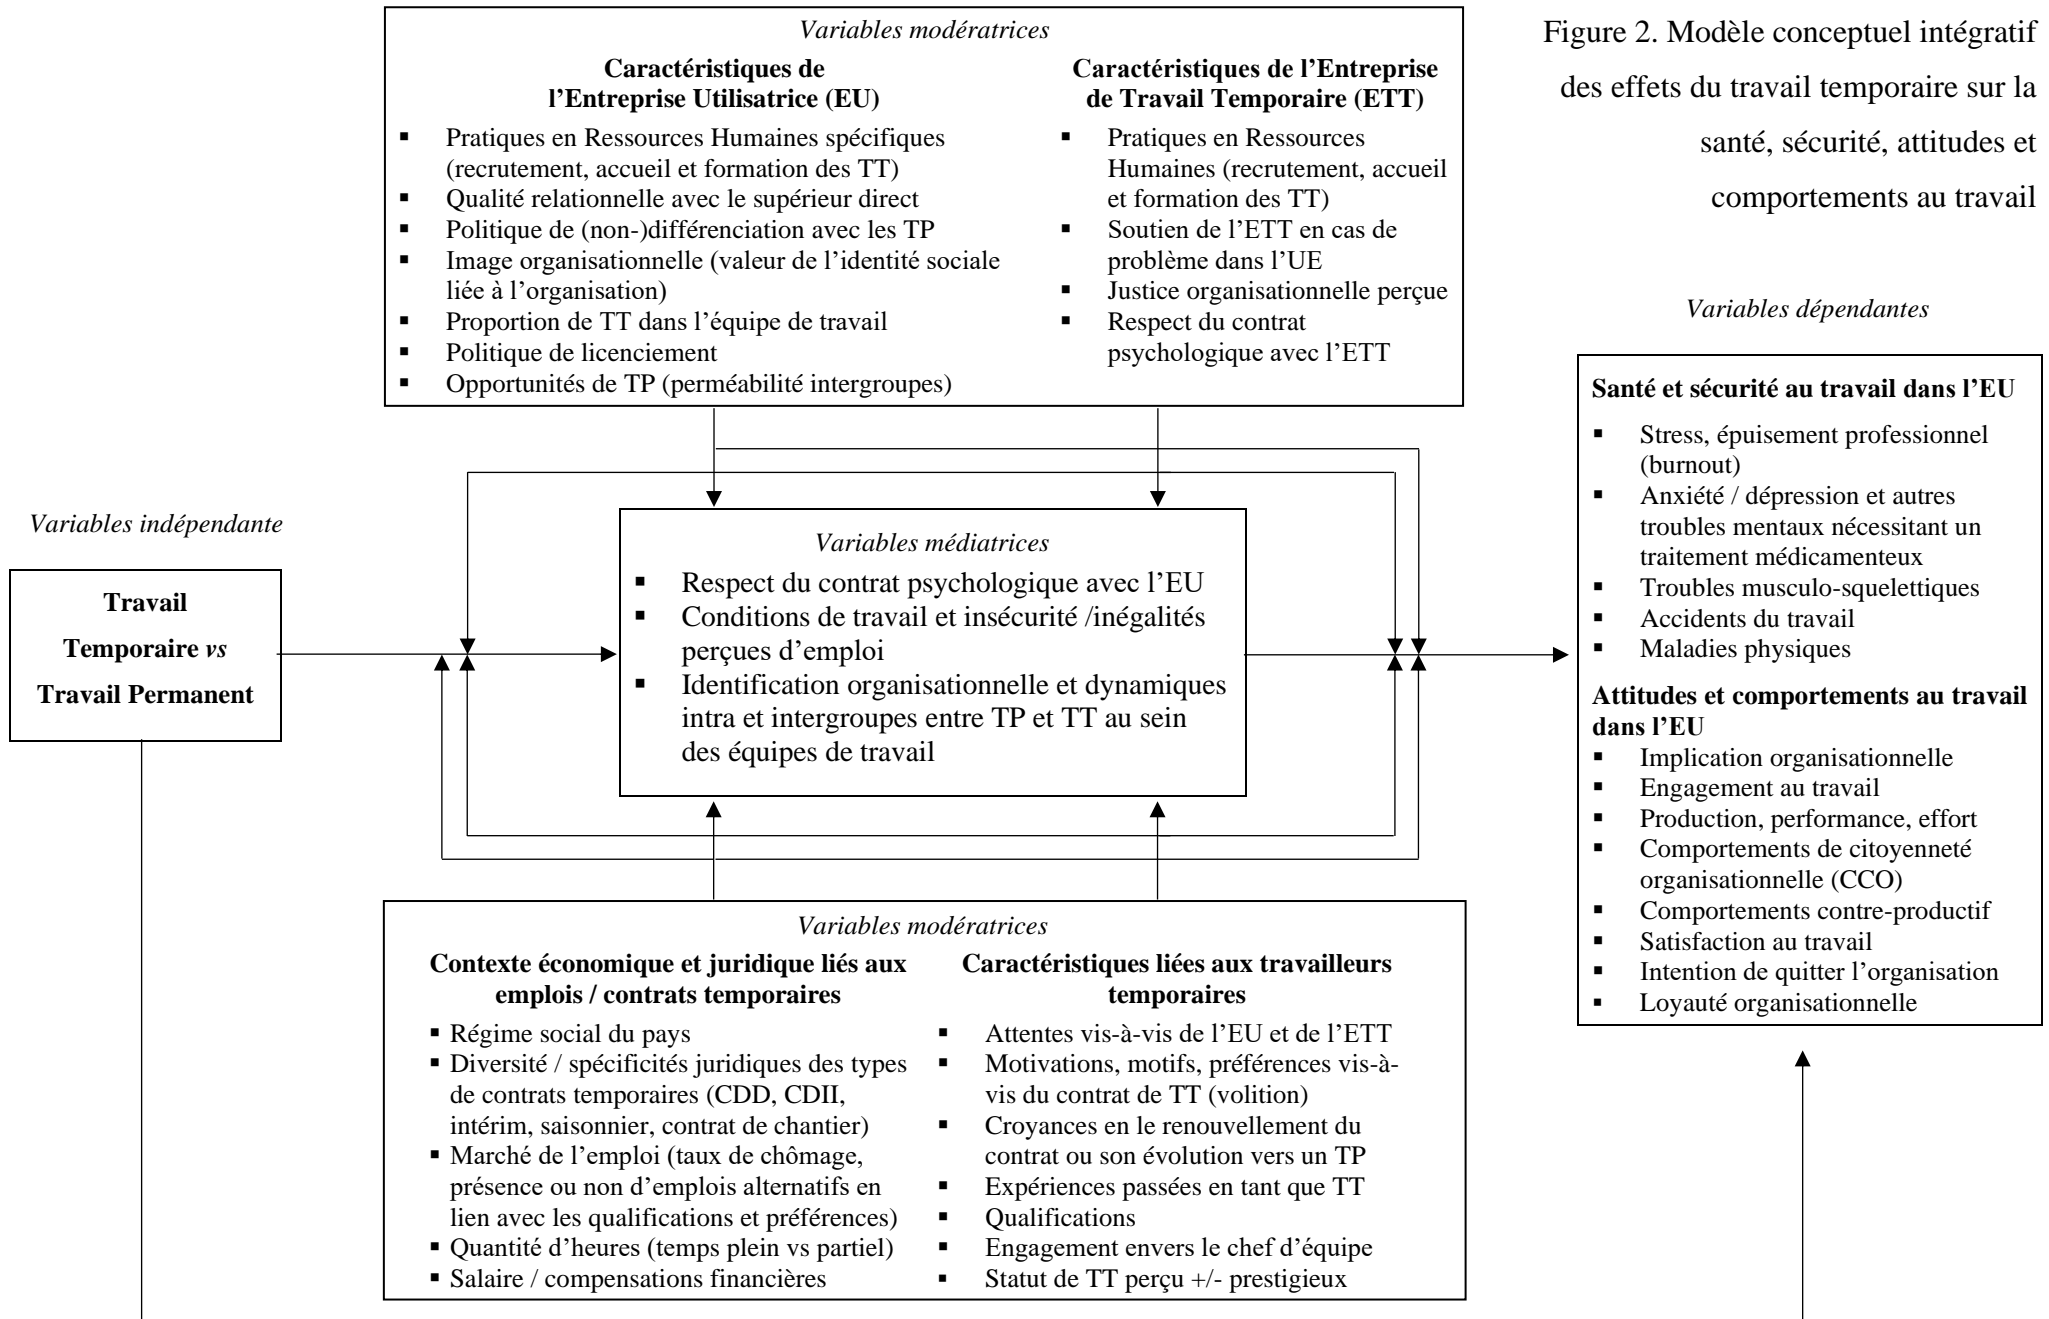 Figure 2. Modèle conceptuel intégratif
des effets du travail temporaire sur la
santé, sécurité, attitudes et
comportements au travail
Variables modératrices
Caractéristiques de
l’Entreprise Utilisatrice (EU)
▪ Pratiques en Ressources Humaines spécifiques
(recrutement, accueil et formation des TT)
▪ Qualité relationnelle avec le supérieur direct
▪ Politique de (non-)différenciation avec les TP
▪ Image organisationnelle (valeur de l’identité sociale
liée à l’organisation)
▪ Proportion de TT dans l’équipe de travail
▪ Politique de licenciement
▪ Opportunités de TP (perméabilité intergroupes)
Caractéristiques de l’Entreprise
de Travail Temporaire (ETT)
▪ Pratiques en Ressources
Humaines (recrutement, accueil
et formation des TT)
▪ Soutien de l’ETT en cas de
problème dans l’UE
▪ Justice organisationnelle perçue
▪ Respect du contrat
psychologique avec l’ETT
Variables indépendante
Travail
Temporaire vs
Travail Permanent
Variables médiatrices
▪ Respect du contrat psychologique avec l’EU
▪ Conditions de travail et insécurité /inégalités
perçues d’emploi
▪ Identification organisationnelle et dynamiques
intra et intergroupes entre TP et TT au sein
des équipes de travail
Variables dépendantes
Santé et sécurité au travail dans l’EU
▪ Stress, épuisement professionnel
(burnout)
▪ Anxiété / dépression et autres
troubles mentaux nécessitant un
traitement médicamenteux
▪ Troubles musculo-squelettiques
▪ Accidents du travail
▪ Maladies physiques
Attitudes et comportements au travail
dans l’EU
▪ Implication organisationnelle
▪ Engagement au travail
▪ Production, performance, effort
▪ Comportements de citoyenneté
organisationnelle (CCO)
▪ Comportements contre-productif
▪ Satisfaction au travail
▪ Intention de quitter l’organisation
▪ Loyauté organisationnelle
Variables modératrices
Contexte économique et juridique liés aux
emplois / contrats temporaires
▪ Régime social du pays
▪ Diversité / spécificités juridiques des types
de contrats temporaires (CDD, CDII,
intérim, saisonnier, contrat de chantier)
▪ Marché de l’emploi (taux de chômage,
présence ou non d’emplois alternatifs en
lien avec les qualifications et préférences)
▪ Quantité d’heures (temps plein vs partiel)
▪ Salaire / compensations financières
Caractéristiques liées aux travailleurs
temporaires
▪ Attentes vis-à-vis de l’EU et de l’ETT
▪ Motivations, motifs, préférences vis-à-
vis du contrat de TT (volition)
▪ Croyances en le renouvellement du
contrat ou son évolution vers un TP
▪ Expériences passées en tant que TT
▪ Qualifications
▪ Engagement envers le chef d’équipe
▪ Statut de TT perçu +/- prestigieux